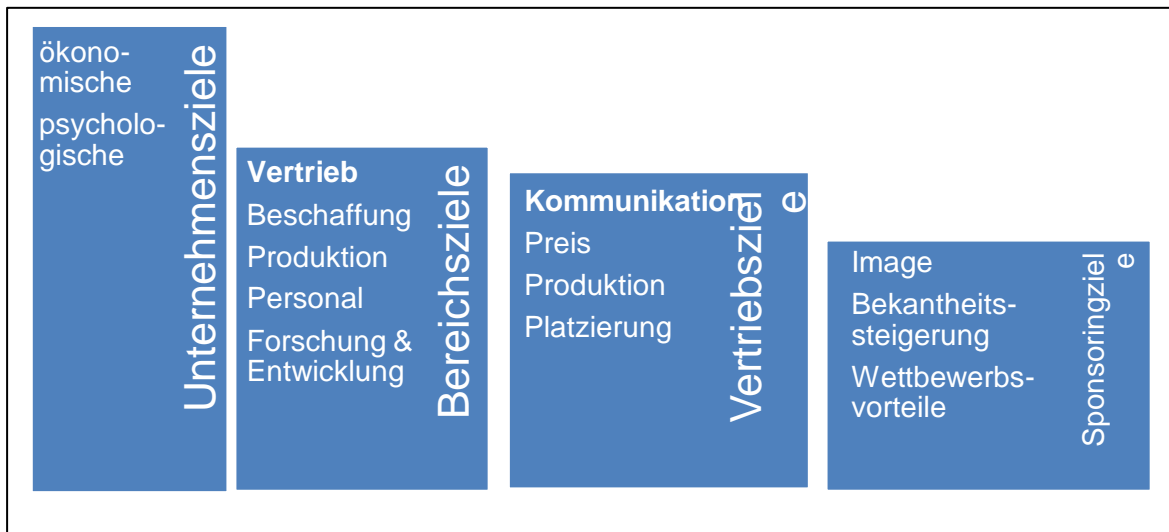 ökono-
mische
psycholo-
gische
Unternehmensziele
Vertrieb
Beschaffung
Produktion
Personal
Forschung &
Entwicklung
Bereichsziele
Kommunikation
Preis
Produktion
Platzierung
Vertriebsziel
e
Image
Bekantheits-
steigerung
Wettbewerbs-
vorteile
Sponsoringziel
e